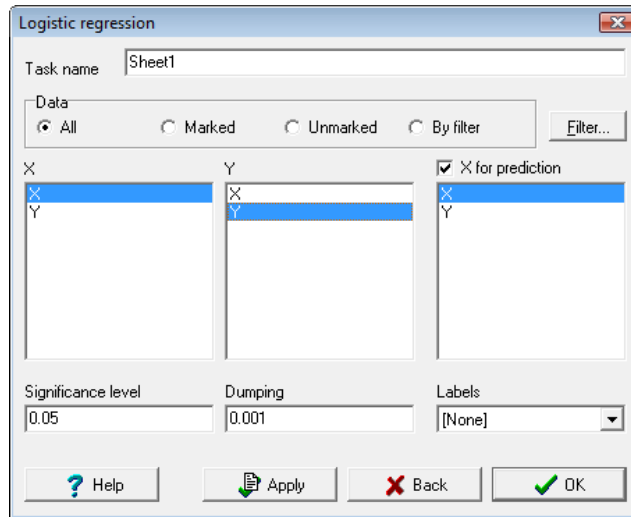 Logistic regression
Task name Sheet1
Data
All Marked Unmarked By filter Filter...
X Y X for prediction
X X X
Y Y Y
Significance level Dumping Labels
0.05 0.001 [None]
? Help Apply Back OK